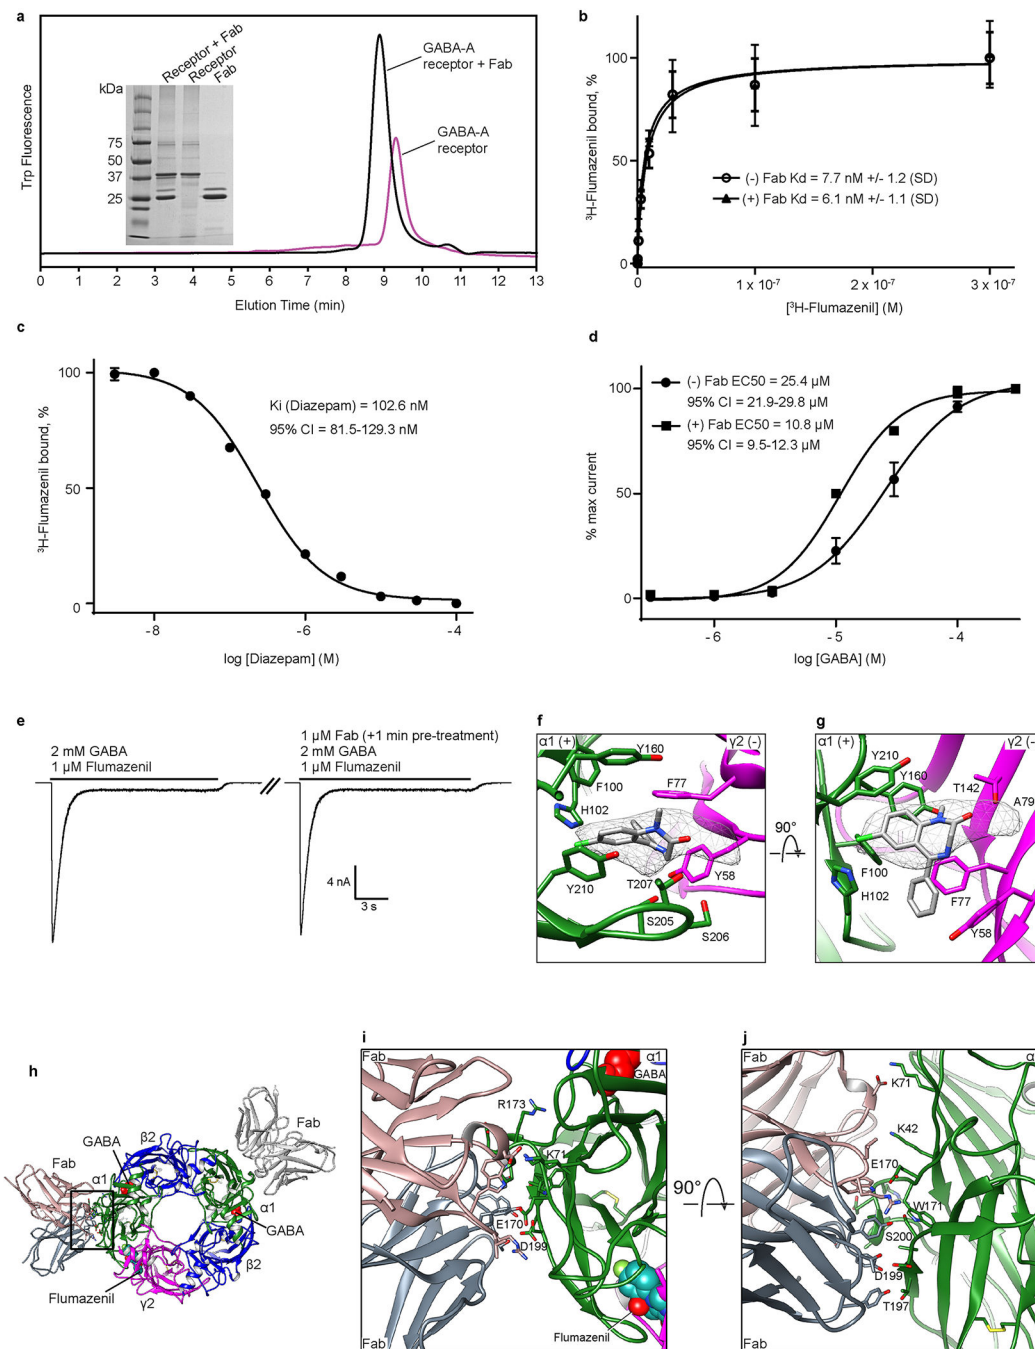 a
Receptor + Fab
Receptor
Fab
kDa
75
50
37
25
GABA-A
receptor + Fab
GABA-A
receptor
Trp Fluorescence
0 1 2 3 4 5 6 7 8 9 10 11 12 13
Elution Time (min)
b
³H-Flumazenil bound, %
100
50
0
(-) Fab Kd = 7.7 nM +/- 1.2 (SD)
(+) Fab Kd = 6.1 nM +/- 1.1 (SD)
0 1 x 10-7 2 x 10-7 3 x 10-7
[³H-Flumazenil] (M)
c
³H-Flumazenil bound, %
100
50
0
Ki (Diazepam) = 102.6 nM
95% CI = 81.5-129.3 nM
-8 -6 -4
log [Diazepam] (M)
d
% max current
100
50
0
(-) Fab EC50 = 25.4 µM
95% CI = 21.9-29.8 µM
(+) Fab EC50 = 10.8 µM
95% CI = 9.5-12.3 µM
-6 -5 -4
log [GABA] (M)
e
2 mM GABA
1 µM Flumazenil
1 µM Fab (+1 min pre-treatment)
2 mM GABA
1 µM Flumazenil
4 nA
3 s
f
α1 (+)
γ2 (-)
Y160
F100
F77
H102
Y210
T207
Y58
S205
S206
90°
g
α1 (+)
γ2 (-
Y210
Y160
T142
A79
F100
H102
F77
Y58
h
GABA
β2
Fab
Fab
α1
α1
GABA
β2
Flumazenil
γ2
i
Fab
α1
GABA
R173
K71
E170
D199
Flumazenil
Fab
90°
j
Fab
α
K71
K42
E170
W171
S200
D199
T197
Fab